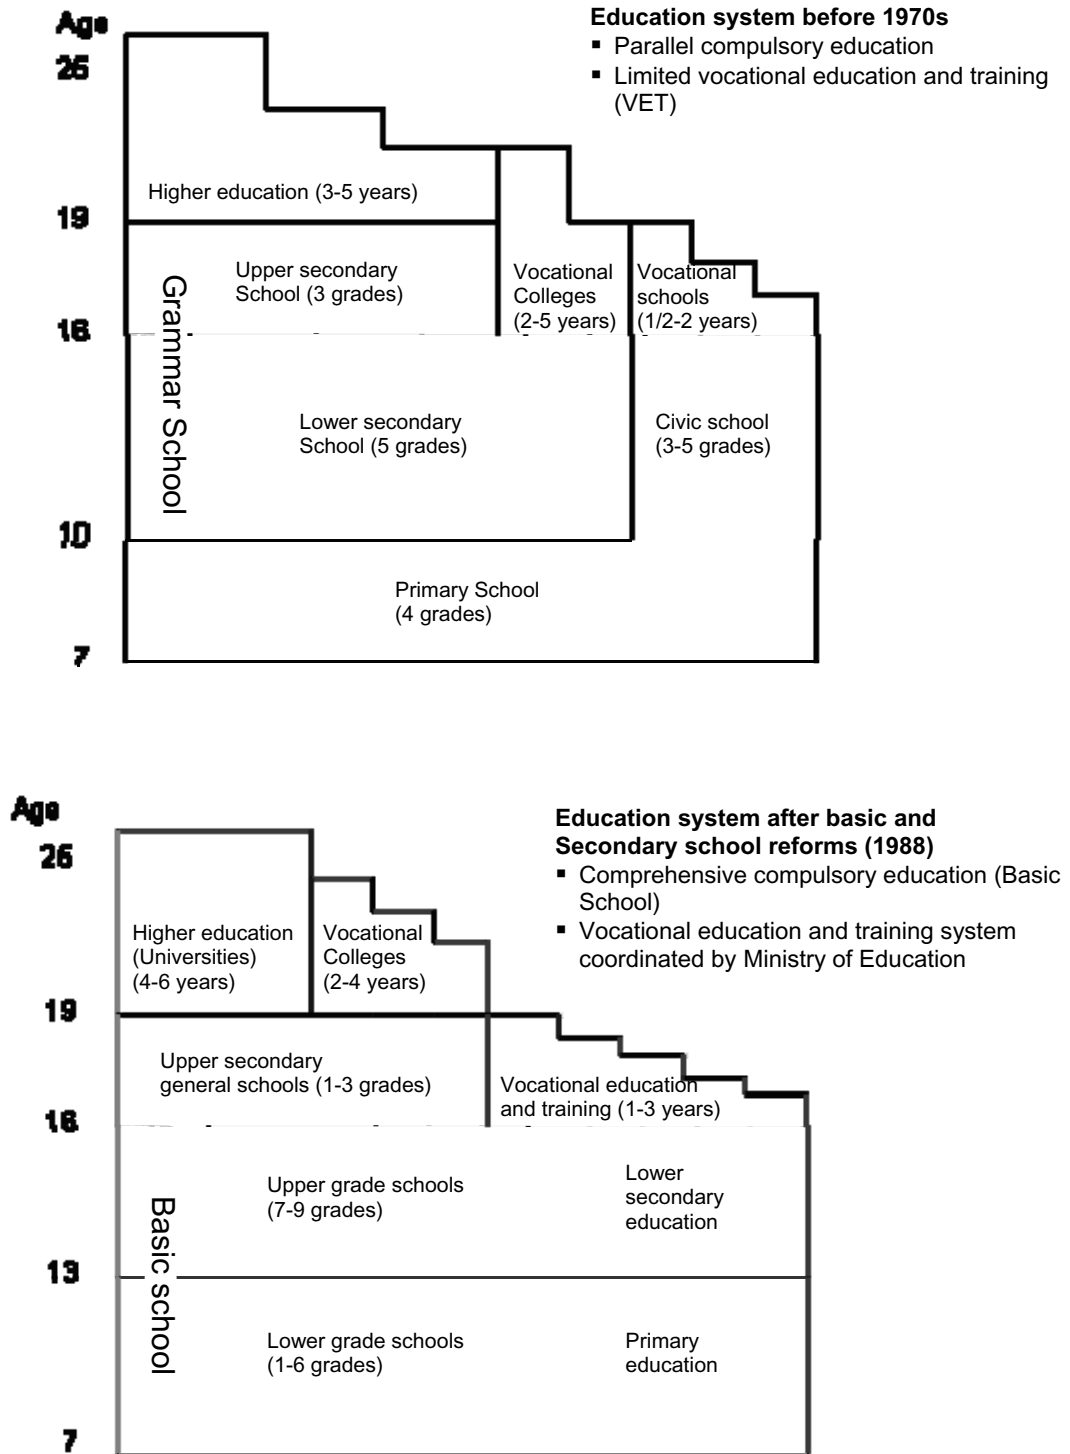 Age
Education system before 1970s
▪ Parallel compulsory education
▪ Limited vocational education and training
(VET)
25
Higher education (3-5 years)
19
Upper secondary
School (3 grades)
Vocational
Colleges
(2-5 years)
Vocational
schools
(1/2-2 years)
Grammar School
16
Lower secondary
School (5 grades)
Civic school
(3-5 grades)
10
Primary School
(4 grades)
7
Age
Education system after basic and
Secondary school reforms (1988)
▪ Comprehensive compulsory education (Basic
School)
▪ Vocational education and training system
coordinated by Ministry of Education
25
Higher education
(Universities)
(4-6 years)
Vocational
Colleges
(2-4 years)
19
Upper secondary
general schools (1-3 grades)
Vocational education
and training (1-3 years)
16
Upper grade schools
(7-9 grades)
Lower
secondary
education
Basic school
13
Lower grade schools
(1-6 grades)
Primary
education
7